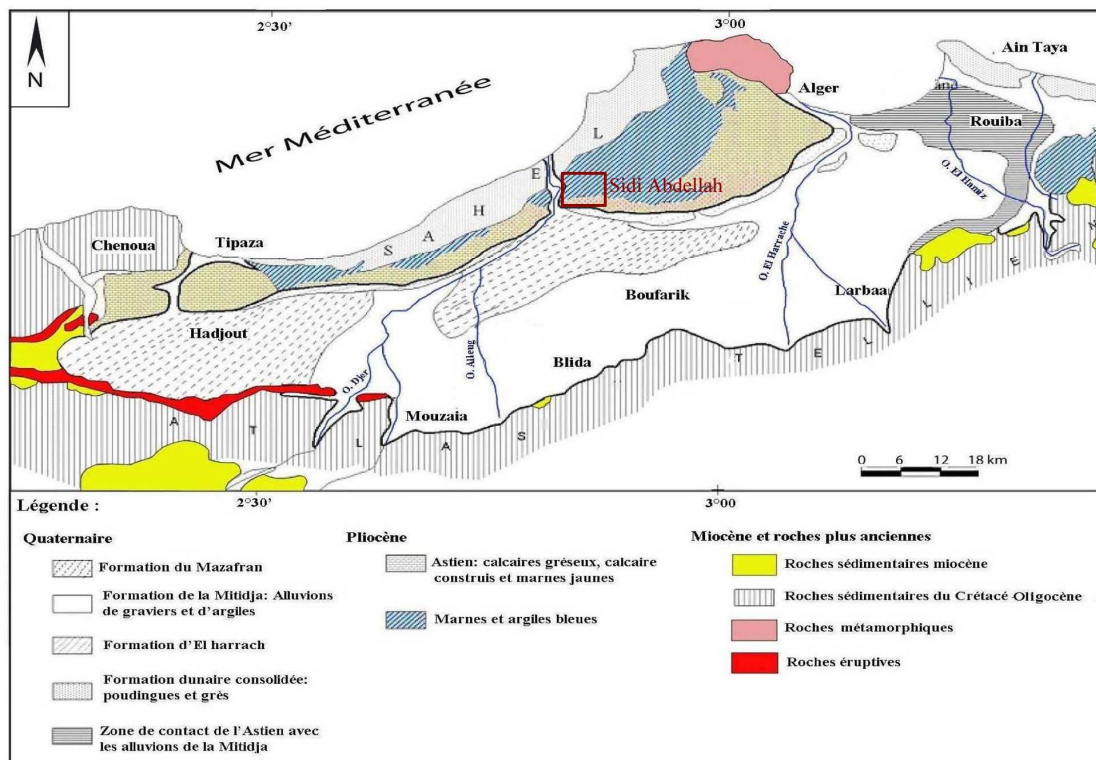 2°30'
3°00
N
Mer Méditerranée
Ain Taya
Alger
Rouiba
O. El Hamiz
Sidi Abdellah
S A H E L
Chenoua
Tipaza
O. El Harrache
Larbaa
Boufarik
Hadjout
Blida
O. Djer
O. Alleug
Mouzaia
A T L A S
T E L L I E N
0 6 12 18 km
2°30'
3°00
Légende :
Quaternaire
Formation du Mazafran
Formation de la Mitidja: Alluvions
de graviers et d'argiles
Formation d'El harrach
Formation dunaire consolidée:
poudingues et grès
Zone de contact de l'Astien avec
les alluvions de la Mitidja
Pliocène
Astien: calcaires gréseux, calcaire
construis et marnes jaunes
Marnes et argiles bleues
Miocène et roches plus anciennes
Roches sédimentaires miocène
Roches sédimentaires du Crétacé-Oligocène
Roches métamorphiques
Roches éruptives